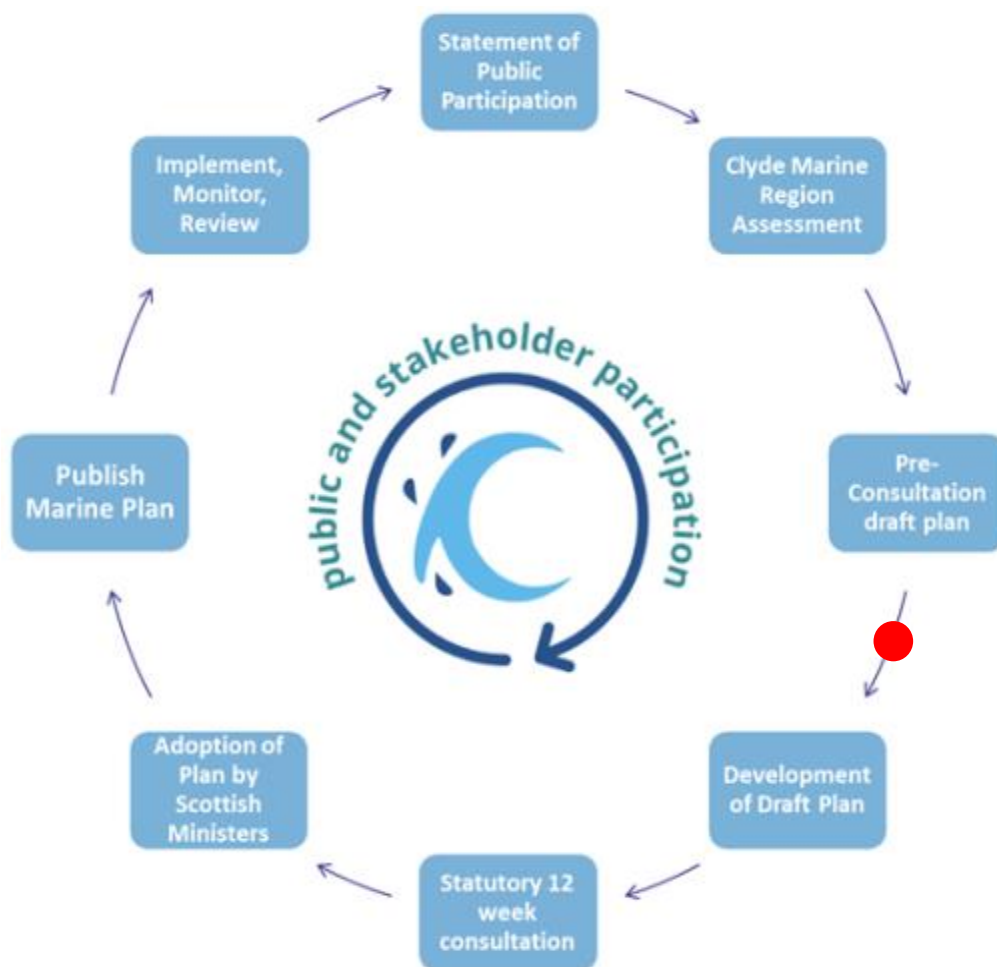 Statement of
Public
Participation
Clyde Marine
Region
Assessment
Pre-
Consultation
draft plan
Development
of Draft Plan
Statutory 12
week
consultation
Adoption of
Plan by
Scottish
Ministers
Publish
Marine Plan
Implement,
Monitor,
Review
public and stakeholder participation